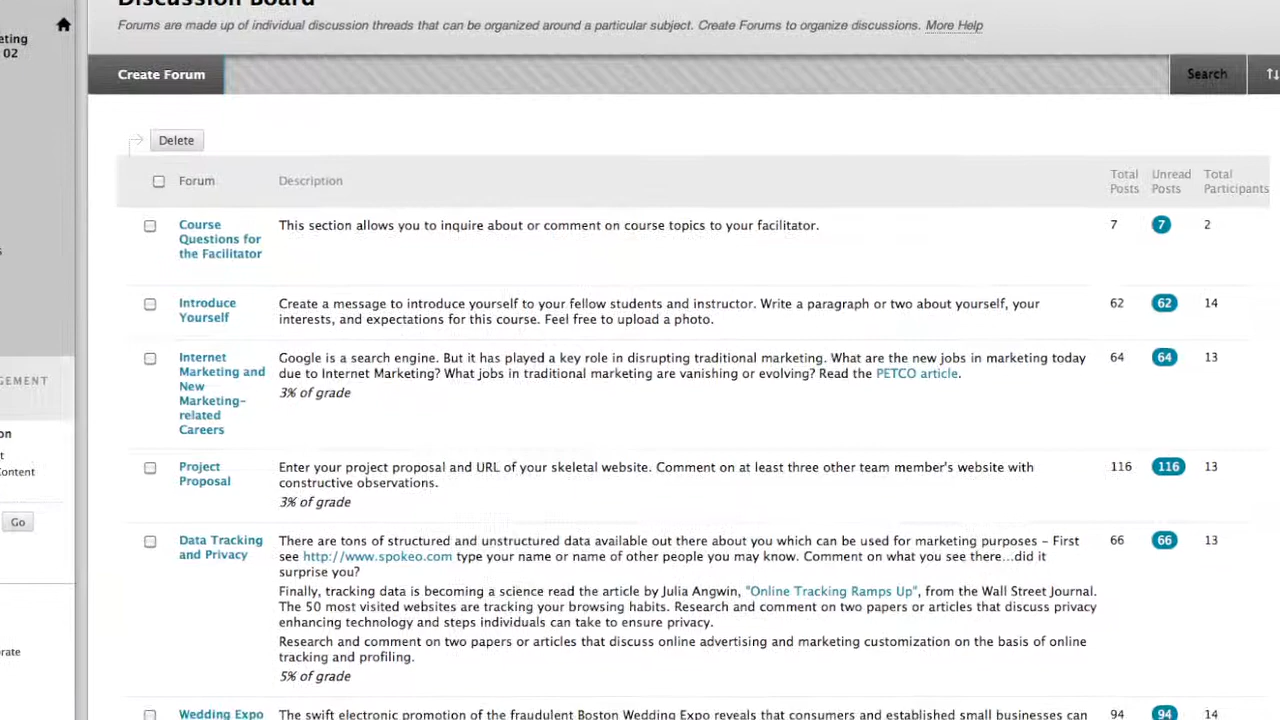 Discussion Board
Forums are made up of individual discussion threads that can be organized around a particular subject. Create Forums to organize discussions. More Help
eting
02
Create Forum
Search
Delete
Forum
Description
Total
Posts
Unread
Posts
Total
Participants
Course
Questions for
the Facilitator
This section allows you to inquire about or comment on course topics to your facilitator.
7
7
2
Introduce
Yourself
Create a message to introduce yourself to your fellow students and instructor. Write a paragraph or two about yourself, your
interests, and expectations for this course. Feel free to upload a photo.
62
62
14
Internet
Marketing and
New
Marketing-
related
Careers
Google is a search engine. But it has played a key role in disrupting traditional marketing. What are the new jobs in marketing today
due to Internet Marketing? What jobs in traditional marketing are vanishing or evolving? Read the PETCO article.
3% of grade
64
64
13
Project
Proposal
Enter your project proposal and URL of your skeletal website. Comment on at least three other team member's website with
constructive observations.
3% of grade
116
116
13
Data Tracking
and Privacy
There are tons of structured and unstructured data available out there about you which can be used for marketing purposes - First
see http://www.spokeo.com type your name or name of other people you may know. Comment on what you see there...did it
surprise you?
Finally, tracking data is becoming a science read the article by Julia Angwin, "Online Tracking Ramps Up", from the Wall Street Journal.
The 50 most visited websites are tracking your browsing habits. Research and comment on two papers or articles that discuss privacy
enhancing technology and steps individuals can take to ensure privacy.
Research and comment on two papers or articles that discuss online advertising and marketing customization on the basis of online
tracking and profiling.
5% of grade
66
66
13
Wedding Expo
The swift electronic promotion of the fraudulent Boston Wedding Expo reveals that consumers and established small businesses can
94
94
14
s
GEMENT
on
t
ontent
Go
rate